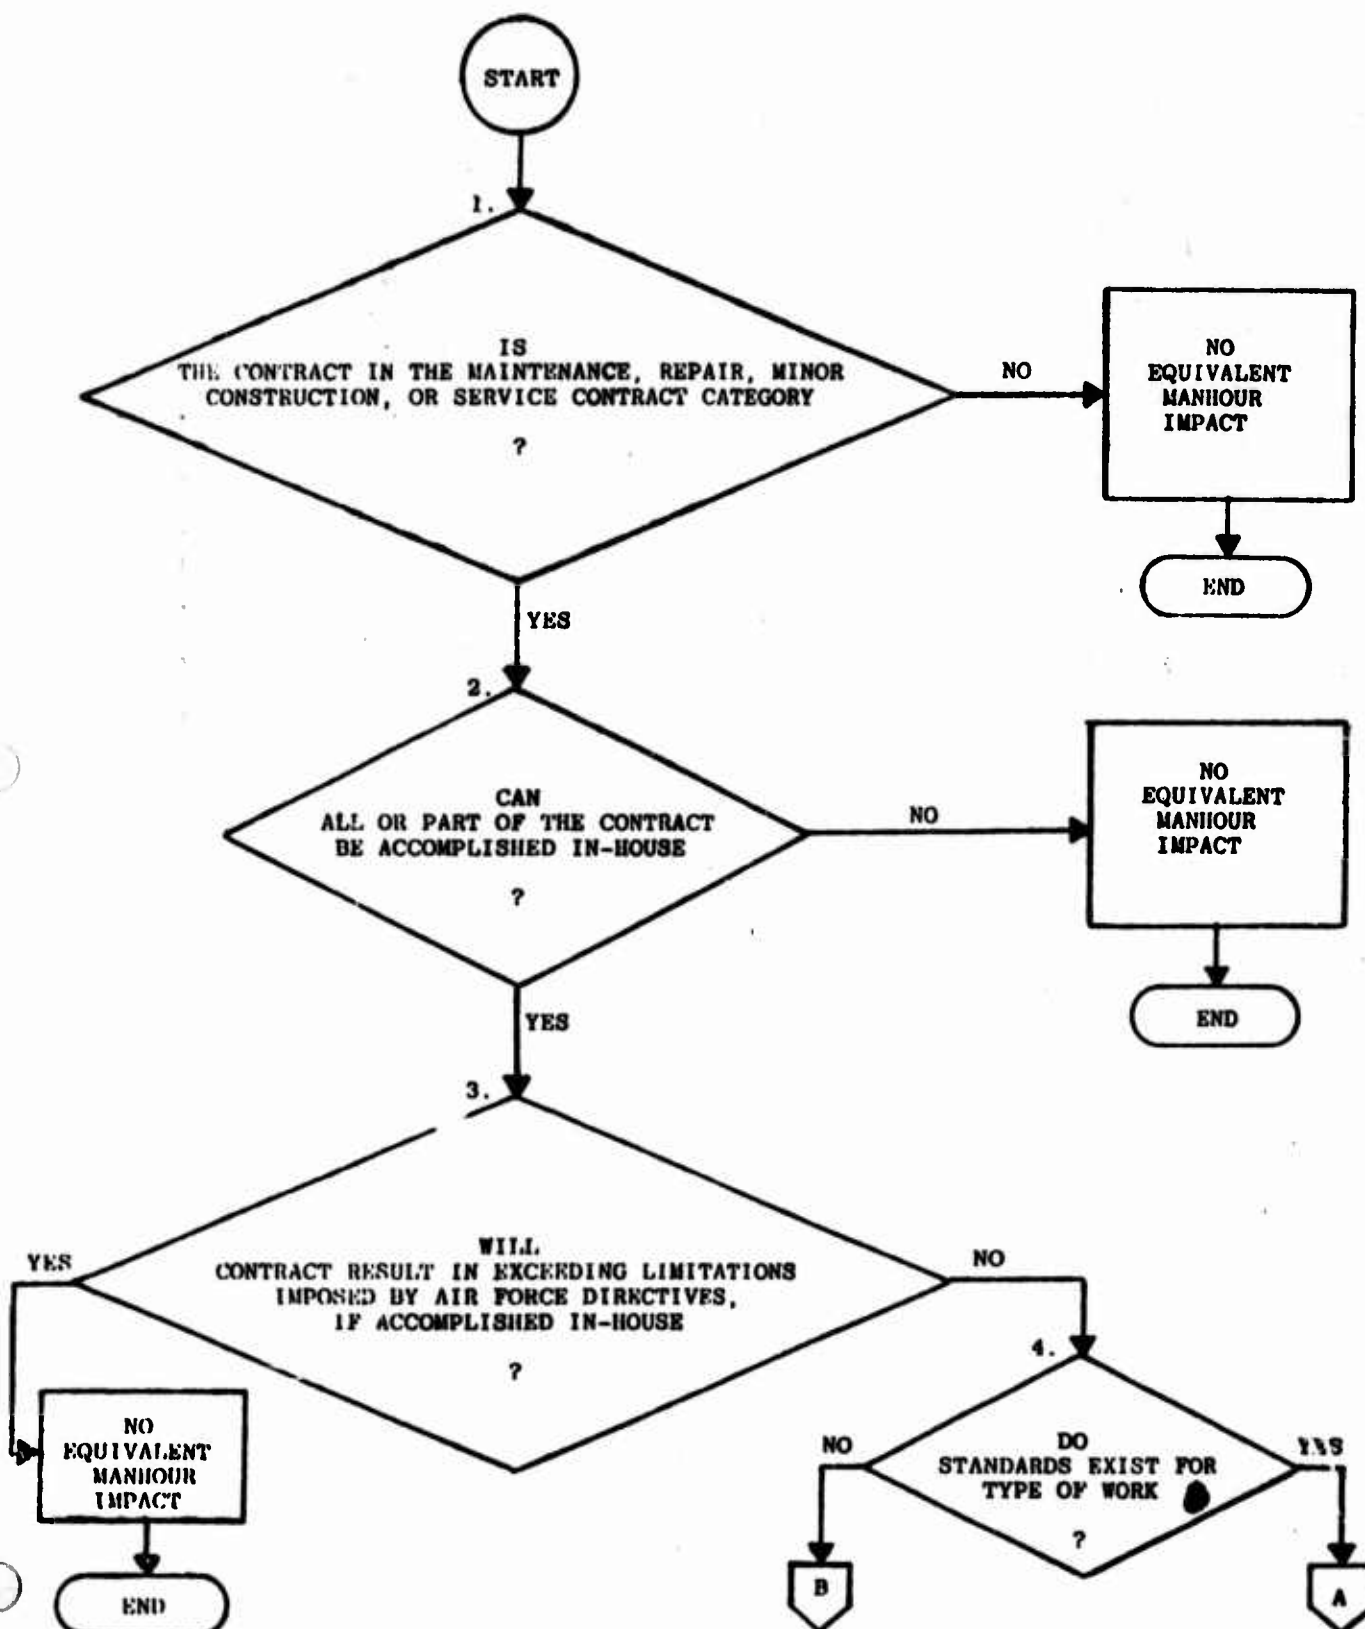 START
1.
IS
THE CONTRACT IN THE MAINTENANCE, REPAIR, MINOR
CONSTRUCTION, OR SERVICE CONTRACT CATEGORY
?
NO
NO
EQUIVALENT
MANHOUR
IMPACT
END
YES
2.
CAN
ALL OR PART OF THE CONTRACT
BE ACCOMPLISHED IN-HOUSE
?
NO
NO
EQUIVALENT
MANHOUR
IMPACT
END
YES
3.
WILL
CONTRACT RESULT IN EXCEEDING LIMITATIONS
IMPOSED BY AIR FORCE DIRECTIVES,
IF ACCOMPLISHED IN-HOUSE
?
YES
NO
EQUIVALENT
MANHOUR
IMPACT
END
NO
4.
DO
STANDARDS EXIST FOR
TYPE OF WORK
?
NO
B
YES
A